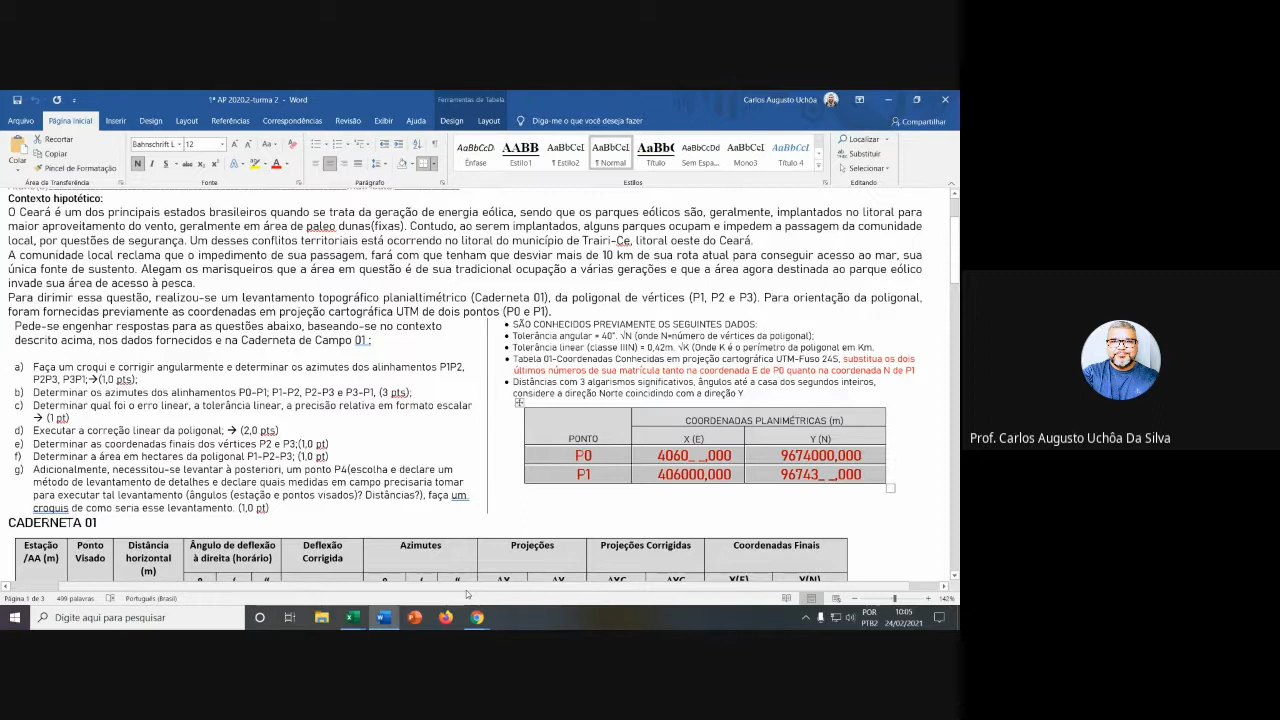 1ª AP 2020.2-turma 2 - Word
Ferramentas de Tabela
Carlos Augusto Uchôa
Arquivo Página Inicial Inserir Design Layout Referências Correspondências Revisão Exibir Ajuda Design Layout Diga-me o que você deseja fazer
Compartilhar
Colar
Recortar
Copiar
Pincel de Formatação
Área de Transferência
Bahnschrift L 12
N I S
Fonte
Parágrafo
AaBbCcD AABB AaBbCcI AaBbCcI AaBb( AaBbCcDd AaBbCcI AaBbCcI
Ênfase Estilo1 ¶ Estilo2 ¶ Normal Título Sem Espa... Mono3 Título 4
Estilos
Localizar
Substituir
Selecionar
Editando
Contexto hipotético:
O Ceará é um dos principais estados brasileiros quando se trata da geração de energia eólica, sendo que os parques eólicos são, geralmente, implantados no litoral para
maior aproveitamento do vento, geralmente em área de paleo dunas(fixas). Contudo, ao serem implantados, alguns parques ocupam e impedem a passagem da comunidade
local, por questões de segurança. Um desses conflitos territoriais está ocorrendo no litoral do município de Trairi-Ce, litoral oeste do Ceará.
A comunidade local reclama que o impedimento de sua passagem, fará com que tenham que desviar mais de 10 km de sua rota atual para conseguir acesso ao mar, sua
única fonte de sustento. Alegam os marisqueiros que a área em questão é de sua tradicional ocupação a várias gerações e que a área agora destinada ao parque eólico
invade sua área de acesso à pesca.
Para dirimir essa questão, realizou-se um levantamento topográfico planialtimétrico (Caderneta 01), da poligonal de vértices (P1, P2 e P3). Para orientação da poligonal,
foram fornecidas previamente as coordenadas em projeção cartográfica UTM de dois pontos (P0 e P1).
Pede-se engenhar respostas para as questões abaixo, baseando-se no contexto
descrito acima, nos dados fornecidos e na Caderneta de Campo 01 :
a) Faça um croqui e corrigir angularmente e determinar os azimutes dos alinhamentos P1P2,
P2P3, P3P1;→(1,0 pts);
b) Determinar os azimutes dos alinhamentos P0-P1; P1-P2, P2-P3 e P3-P1, (3 pts);
c) Determinar qual foi o erro linear, a tolerância linear, a precisão relativa em formato escalar
→ (1 pt)
d) Executar a correção linear da poligonal; → (2,0 pts)
e) Determinar as coordenadas finais dos vértices P2 e P3;(1,0 pt)
f) Determinar a área em hectares da poligonal P1-P2-P3; (1,0 pt)
g) Adicionalmente, necessitou-se levantar à posteriori, um ponto P4(escolha e declare um
método de levantamento de detalhes e declare quais medidas em campo precisaria tomar
para executar tal levantamento (ângulos (estação e pontos visados)? Distâncias?), faça um
croquis de como seria esse levantamento. (1,0 pt)
• SÃO CONHECIDOS PREVIAMENTE OS SEGUINTES DADOS:
• Tolerância angular = 40". √N (onde N=número de vértices da poligonal);
• Tolerância linear (classe IIIN) = 0,42m. √K (Onde K é o perímetro da poligonal em Km.
• Tabela 01-Coordenadas Conhecidas em projeção cartográfica UTM-Fuso 24S, substitua os dois
últimos números de sua matrícula tanto na coordenada E de P0 quanto na coordenada N de P1
• Distâncias com 3 algarismos significativos, ângulos até a casa dos segundos inteiros,
considere a direção Norte coincidindo com a direção Y.
PONTO COORDENADAS PLANIMÉTRICAS (m)
X (E) Y (N)
P0 4060_ _,000 9674000,000
P1 406000,000 96743_ _,000
CADERNETA 01
Estação /AA (m) Ponto Visado Distância horizontal (m) Ângulo de deflexão à direita (horário) Deflexão Corrigida Azimutes Projeções Projeções Corrigidas Coordenadas Finais
Página 1 de 3 499 palavras Português (Brasil) 142%
Digite aqui para pesquisar
POR
PTB2
10:05
24/02/2021
Prof. Carlos Augusto Uchôa Da Silva